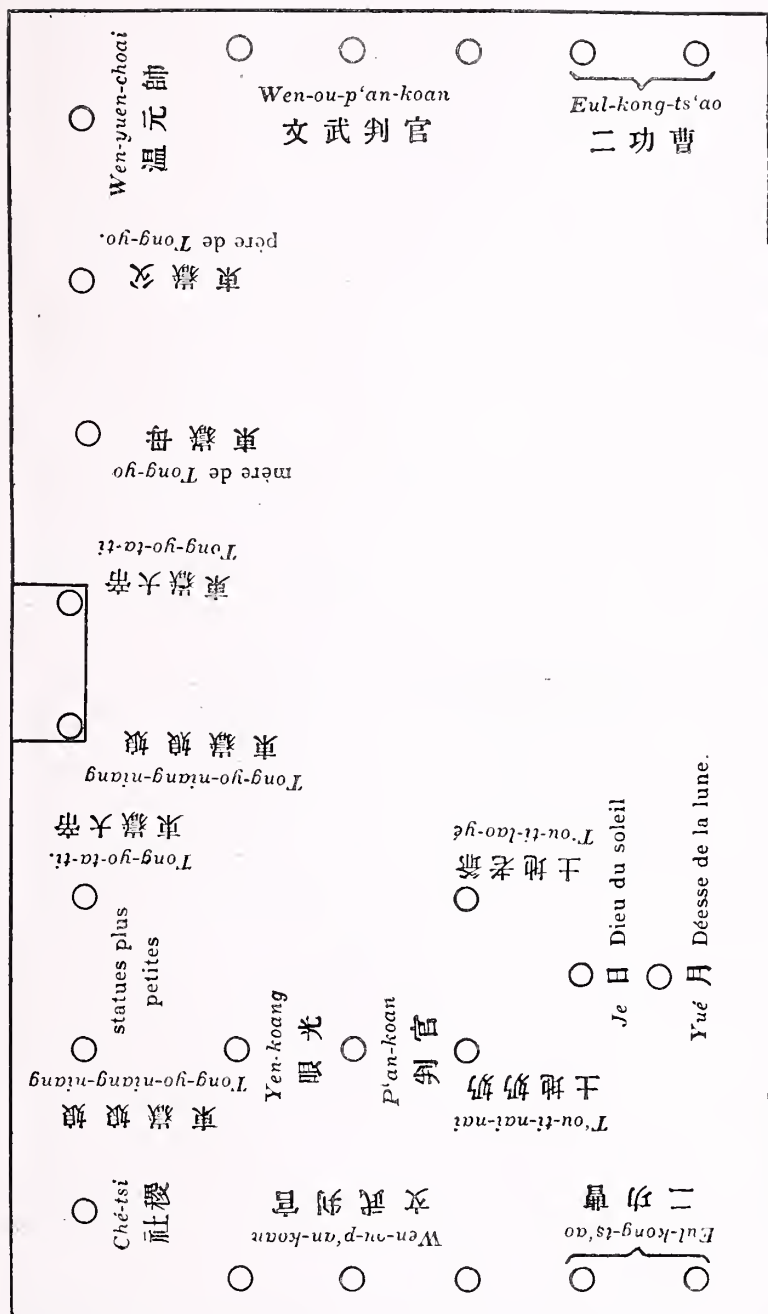 Wen-yuen-choai
溫元帥
Wen-ou-p‘an-koan
文武判官
Eul-kong-ts‘ao
二功曹
père de Tong-yo.
東嶽父
東嶽母
mère de Tong-yo
Tong-yo-ta-ti
東嶽大帝
東嶽娘娘
Tong-yo-niang-niang
東嶽大帝
Tong-yo-ta-ti.
statues plus
petites
Tong-yo-niang-niang
東嶽娘娘
Yen-koang
眼光
P‘an-koan
判官
T‘ou-ti-lao-yé
土地老爺
土地奶奶
T‘ou-ti-nai-nai
Je 日 Dieu du soleil
Yué 月 Déesse de la lune.
Ché-tsi
社稷
文武判官
Wen-ou-p‘an-koan
二功曹
Eul-kong-ts‘ao